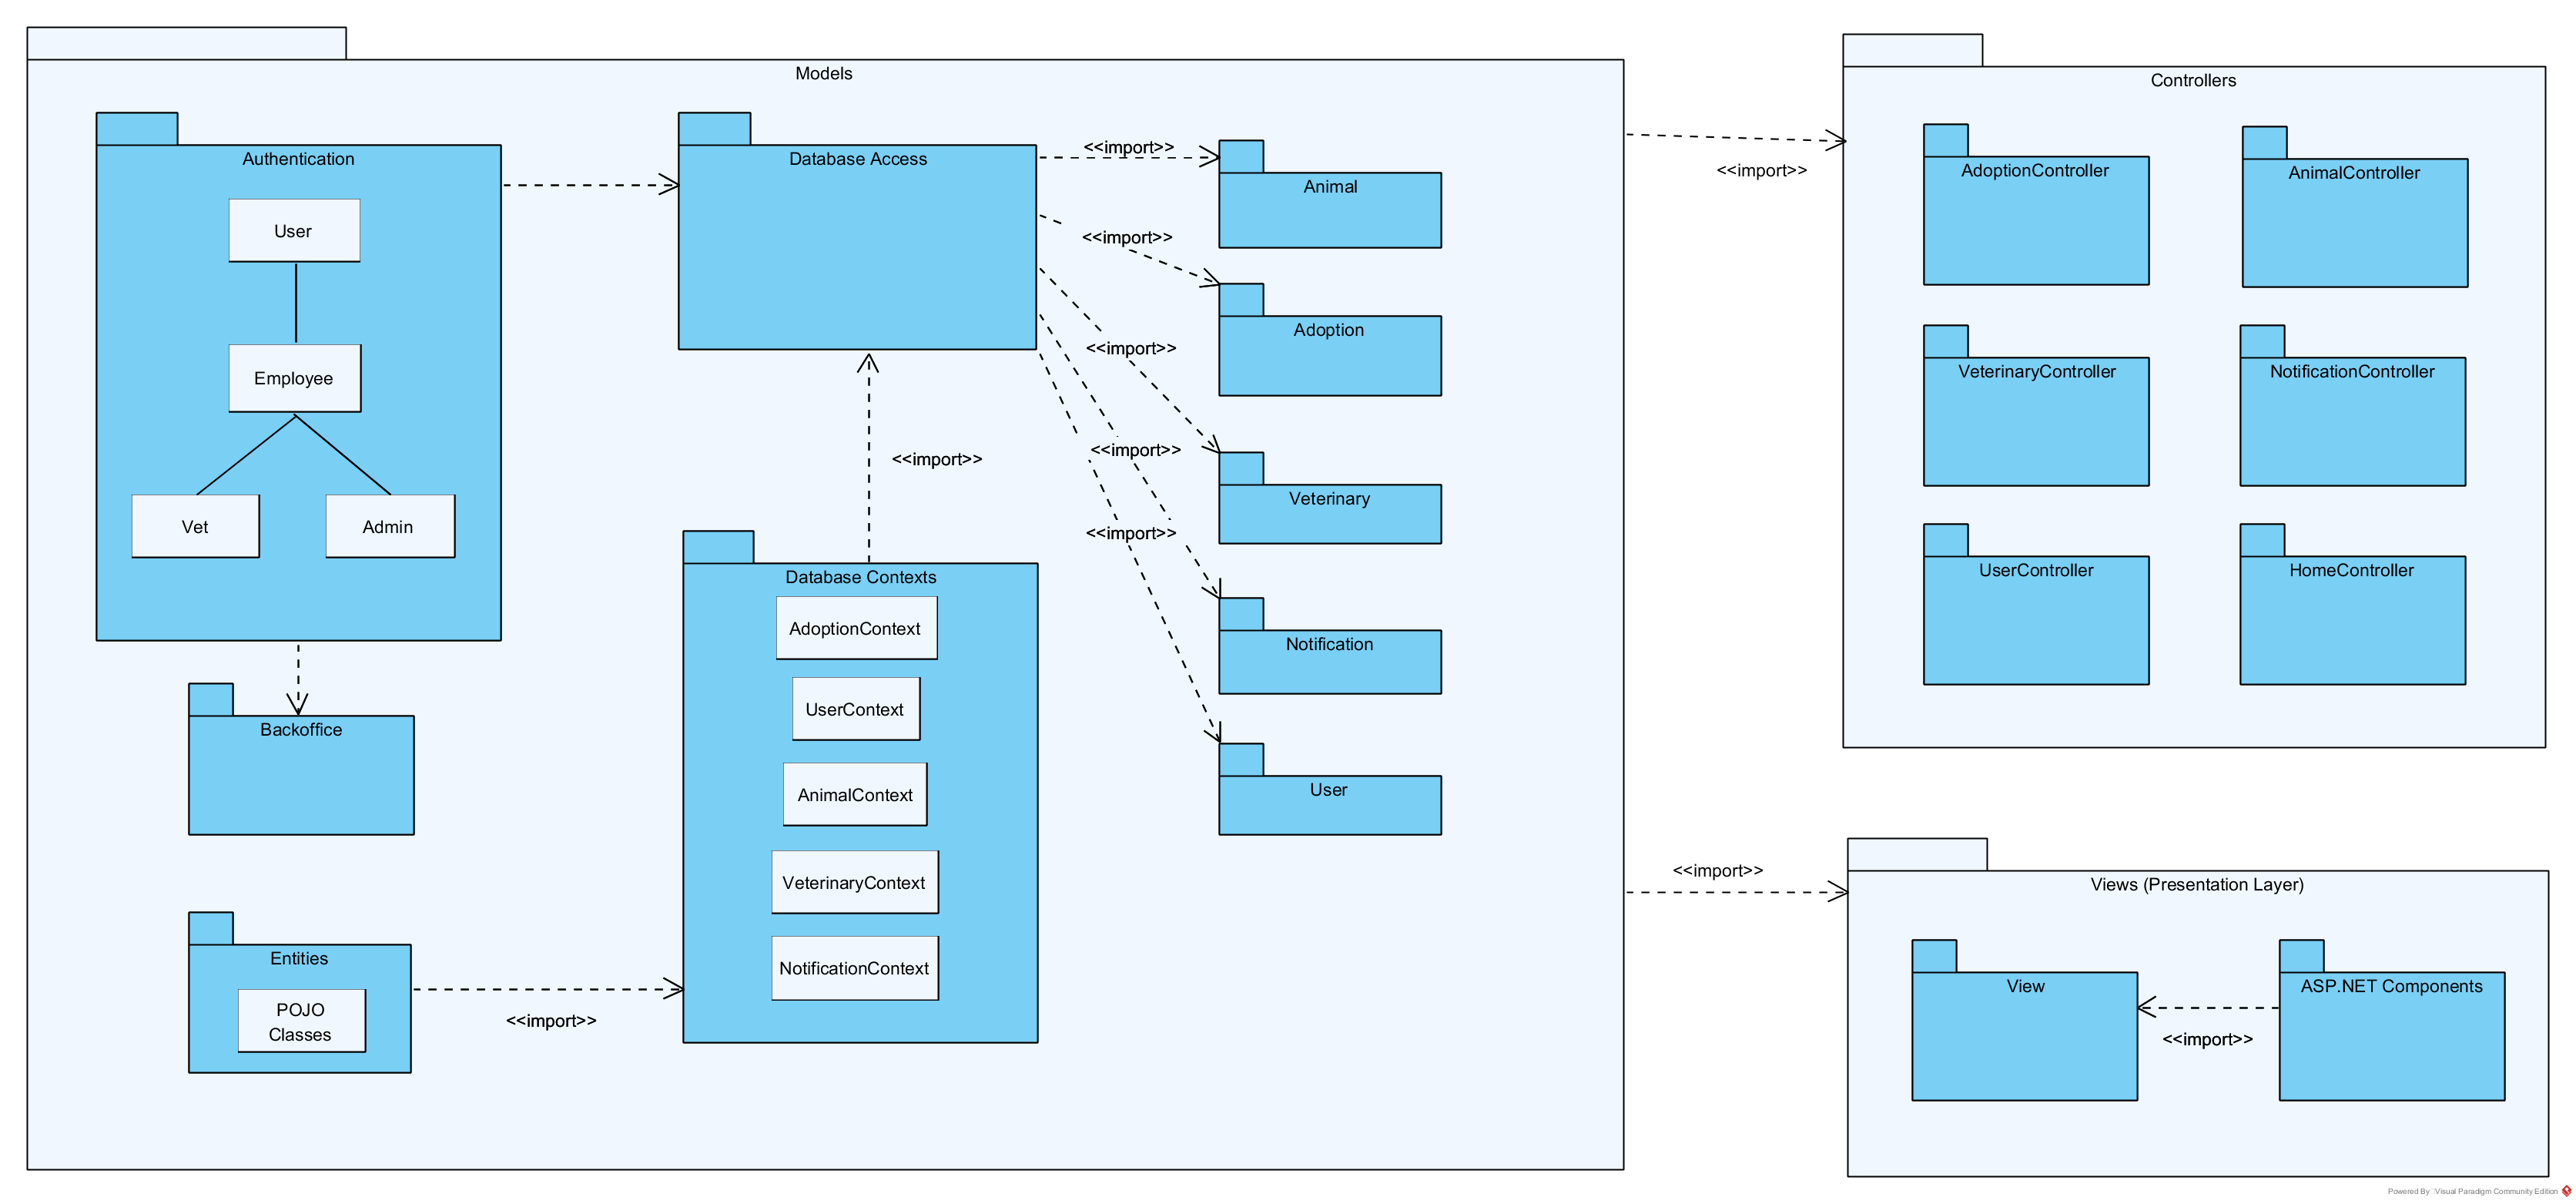 Models
Authentication
User
Employee
Vet
Admin
Backoffice
Entities
POJO
Classes
<<import>>
Database Access
<<import>>
Database Contexts
AdoptionContext
UserContext
AnimalContext
VeterinaryContext
NotificationContext
<<import>>
<<import>>
<<import>>
<<import>>
<<import>>
Animal
Adoption
Veterinary
Notification
User
<<import>>
<<import>>
Controllers
AdoptionController
AnimalController
VeterinaryController
NotificationController
UserController
HomeController
Views (Presentation Layer)
View
ASP.NET Components
<<import>>
Powered By Visual Paradigm Community Edition